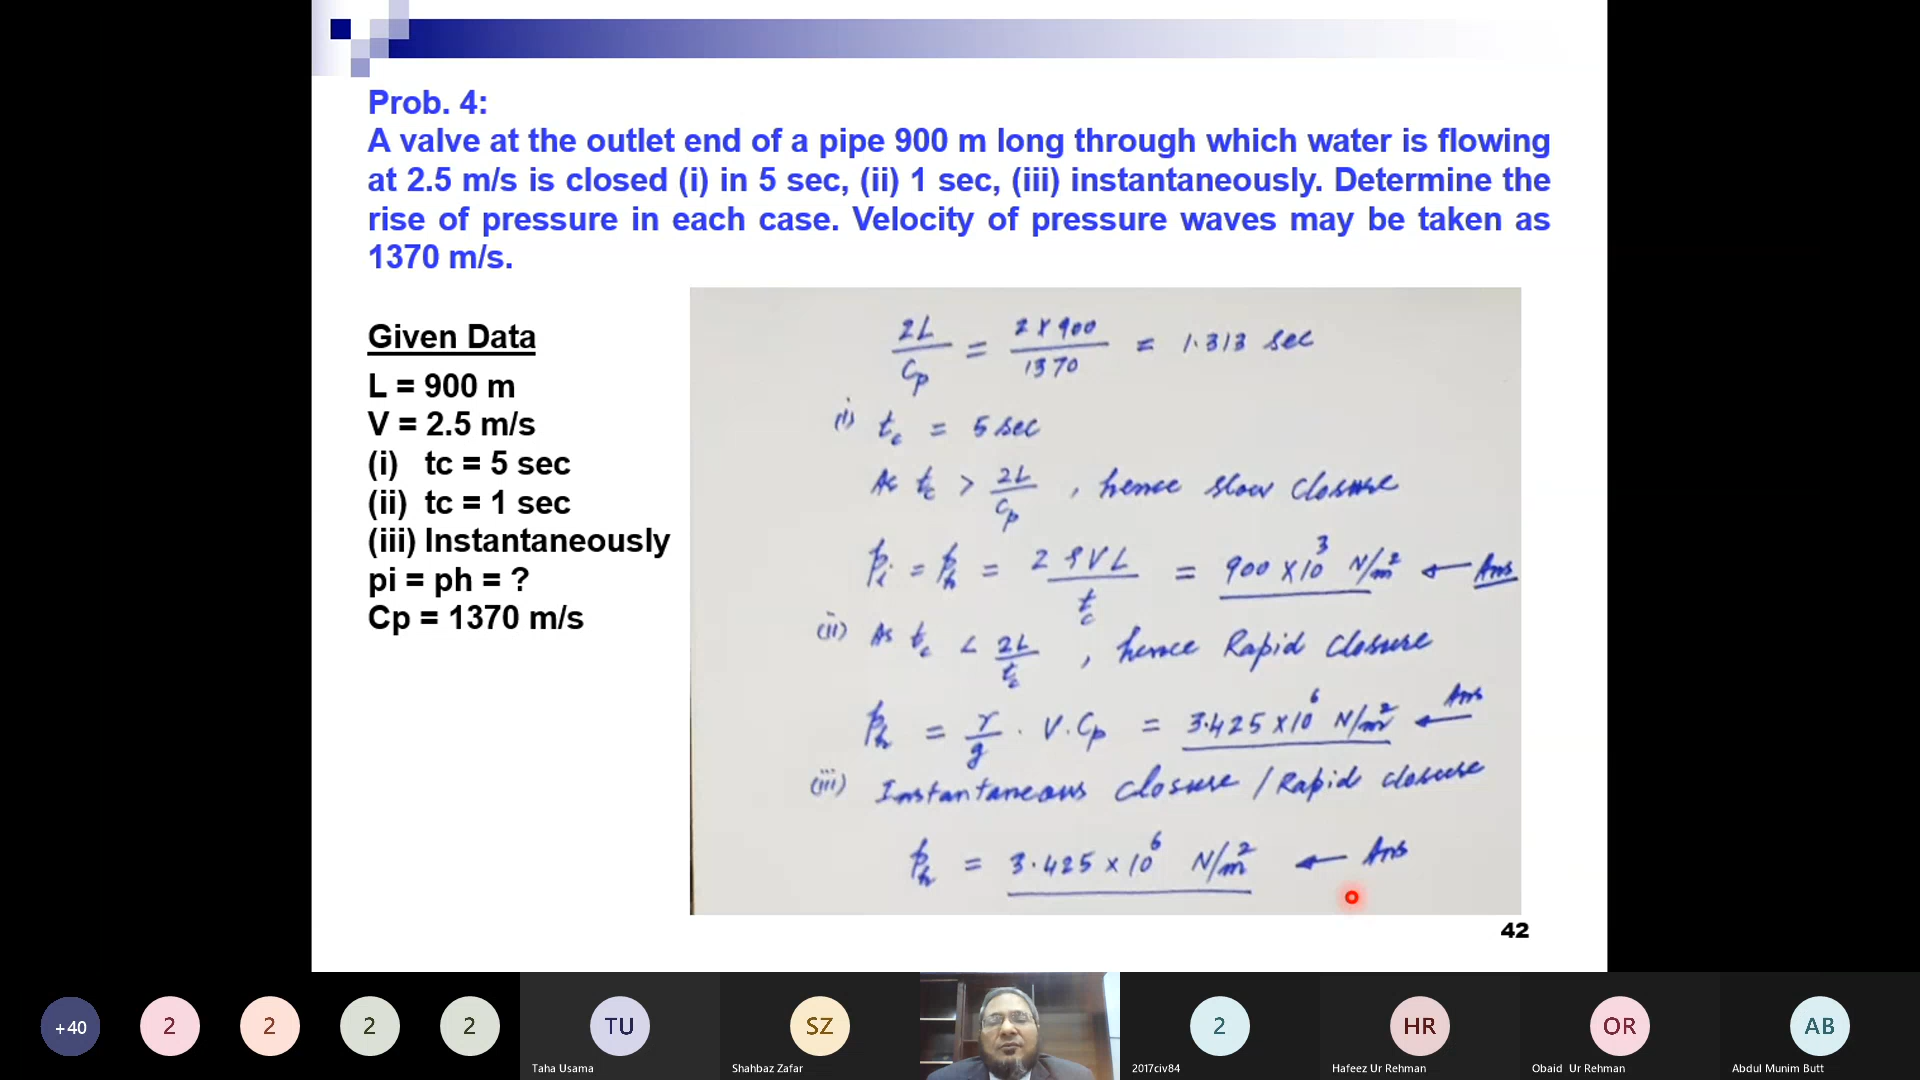 Prob. 4:
A valve at the outlet end of a pipe 900 m long through which water is flowing
at 2.5 m/s is closed (i) in 5 sec, (ii) 1 sec, (iii) instantaneously. Determine the
rise of pressure in each case. Velocity of pressure waves may be taken as
1370 m/s.
Given Data
L = 900 m
V = 2.5 m/s
(i) tc = 5 sec
(ii) tc = 1 sec
(iii) Instantaneously
pi = ph = ?
Cp = 1370 m/s
2L/Cp = 2 x 900/1370 = 1.313 sec
(i) tc = 5 sec
As tc > 2L/Cp , hence slow closure
pi = ph = 2ρVL/tc = 900 x 10³ N/m² ← Ans
(ii) As tc < 2L/tc , hence Rapid closure
ph = γ/g . V.Cp = 3.425 x 10⁶ N/m² ← Ans
(iii) Instantaneous closure / Rapid closure
ph = 3.425 x 10⁶ N/m² ← Ans
42
+40
2
2
2
2
TU
Taha Usama
SZ
Shahbaz Zafar
2
2017civ84
HR
Hafeez Ur Rehman
OR
Obaid Ur Rehman
AB
Abdul Munim Butt